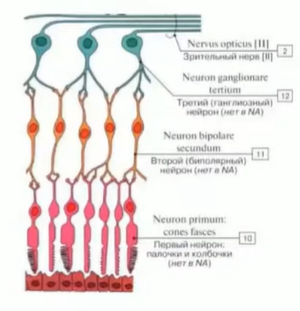 Nervus opticus [II]
Зрительный нерв [II]
2
Neuron ganglionare
tertium
12
Третий (ганглиозный)
нейрон (нет в NA)
Neuron bipolare
secundum
11
Второй (биполярный)
нейрон (нет в NA)
Neuron primum:
cones fasces
10
Первый нейрон:
палочки и колбочки
(нет в NA)